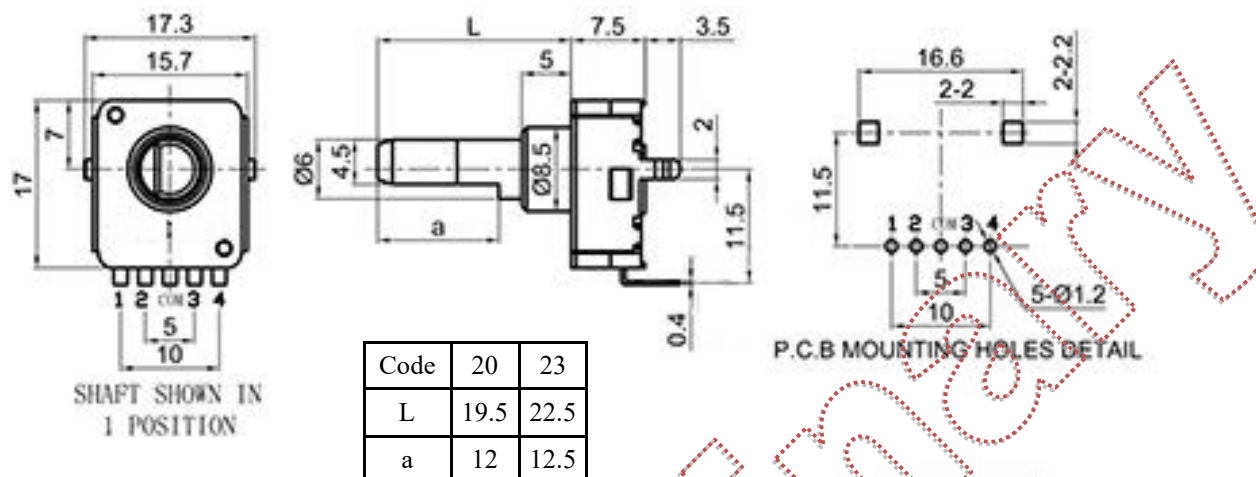 17.3
15.7
7
17
1 2 COM 3 4
5
10
SHAFT SHOWN IN
1 POSITION
L 7.5 3.5
5
Ø6
4.5
Ø8.5
2
a
11.5
0.4
Code 20 23
L 19.5 22.5
a 12 12.5
16.6
2-2
2-2.2
11.5
1 2 COM 3 4
5
5-Ø1.2
10
P.C.B MOUNTING HOLES DETAIL